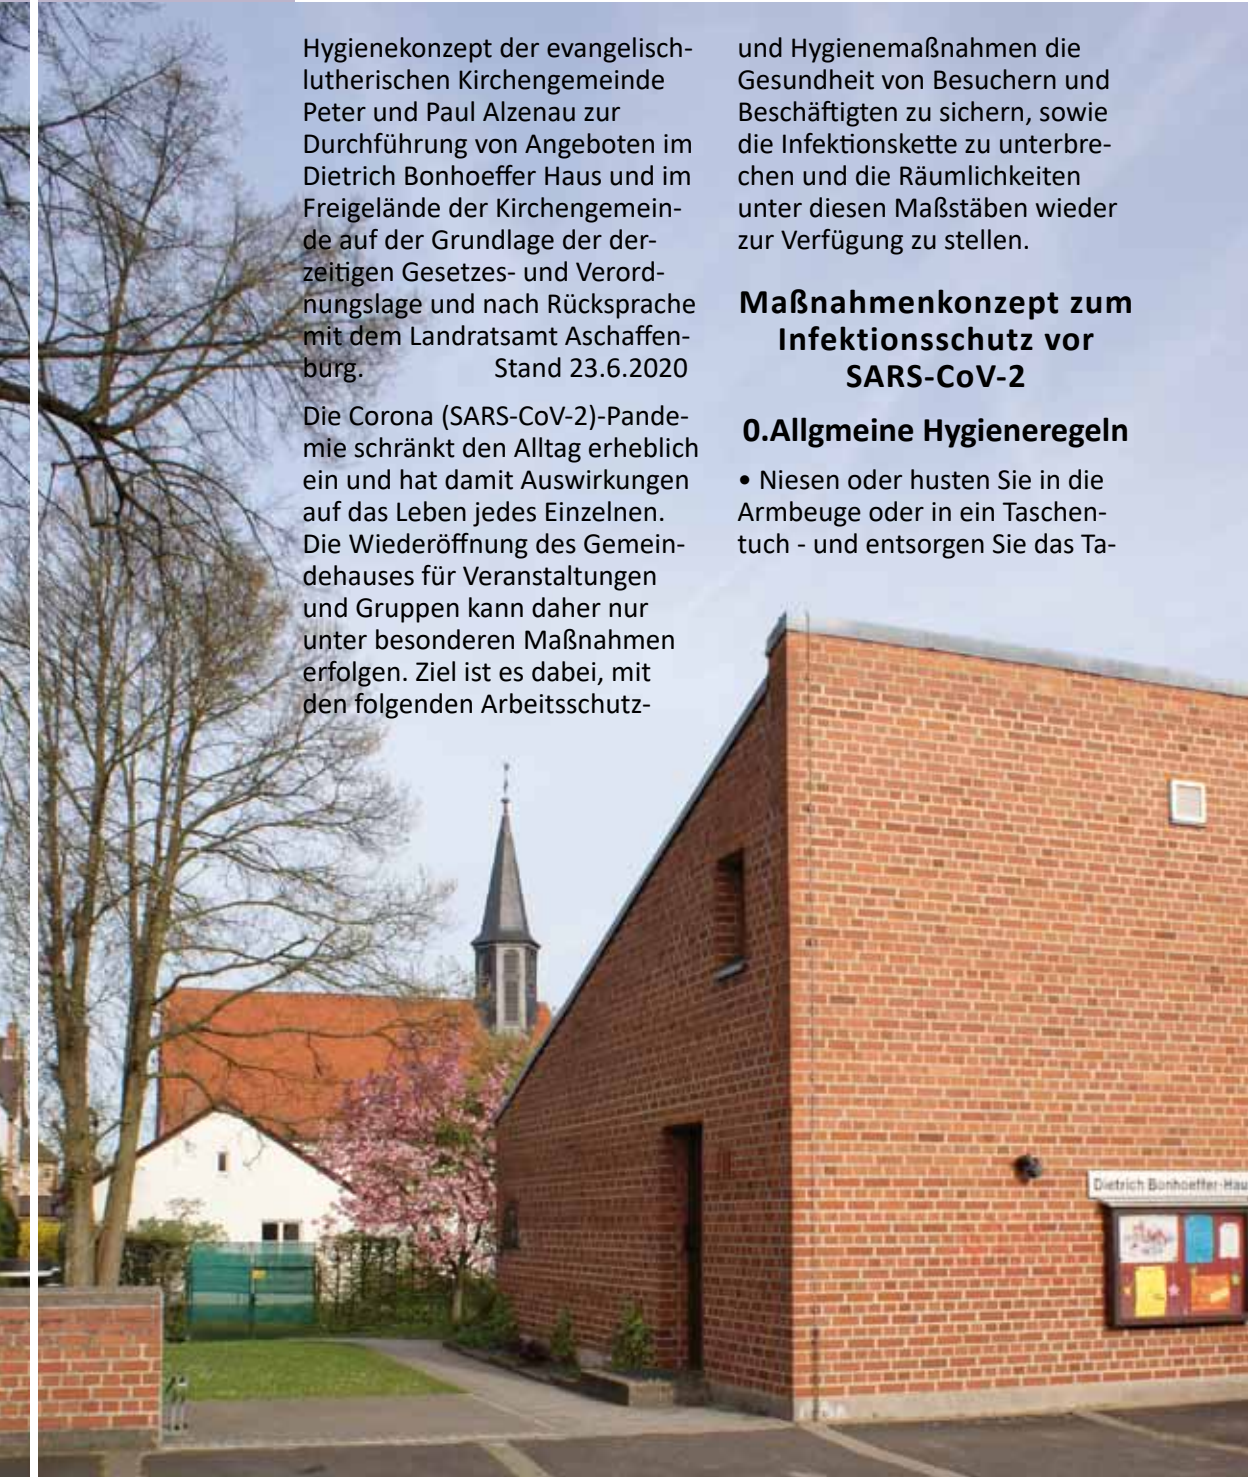 Hygienekonzept der evangelisch-
lutherischen Kirchengemeinde
Peter und Paul Alzenau zur
Durchführung von Angeboten im
Dietrich Bonhoeffer Haus und im
Freigelände der Kirchengemein-
de auf der Grundlage der der-
zeitigen Gesetzes- und Verord-
nungslage und nach Rücksprache
mit dem Landratsamt Aschaffen-
burg. Stand 23.6.2020
Die Corona (SARS-CoV-2)-Pande-
mie schränkt den Alltag erheblich
ein und hat damit Auswirkungen
auf das Leben jedes Einzelnen.
Die Wiederöffnung des Gemein-
dehauses für Veranstaltungen
und Gruppen kann daher nur
unter besonderen Maßnahmen
erfolgen. Ziel ist es dabei, mit
den folgenden Arbeitsschutz-
und Hygienemaßnahmen die
Gesundheit von Besuchern und
Beschäftigten zu sichern, sowie
die Infektionskette zu unterbre-
chen und die Räumlichkeiten
unter diesen Maßstäben wieder
zur Verfügung zu stellen.
Maßnahmenkonzept zum
Infektionsschutz vor
SARS-CoV-2
0.Allgmeine Hygieneregeln
• Niesen oder husten Sie in die
Armbeuge oder in ein Taschen-
tuch - und entsorgen Sie das Ta-
Dietrich Bonhoeffer-Hau